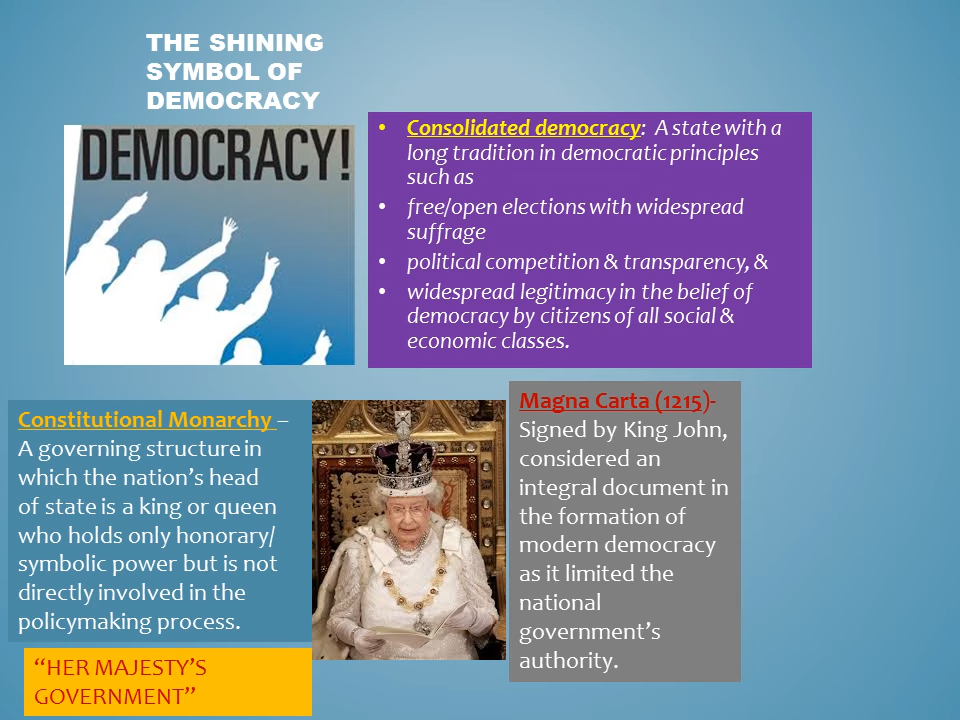 THE SHINING
SYMBOL OF
DEMOCRACY
DEMOCRACY!
• Consolidated democracy: A state with a
long tradition in democratic principles
such as
• free/open elections with widespread
suffrage
• political competition & transparency, &
• widespread legitimacy in the belief of
democracy by citizens of all social &
economic classes.
Constitutional Monarchy –
A governing structure in
which the nation’s head
of state is a king or queen
who holds only honorary/
symbolic power but is not
directly involved in the
policymaking process.
“HER MAJESTY’S
GOVERNMENT”
Magna Carta (1215)-
Signed by King John,
considered an
integral document in
the formation of
modern democracy
as it limited the
national
government’s
authority.